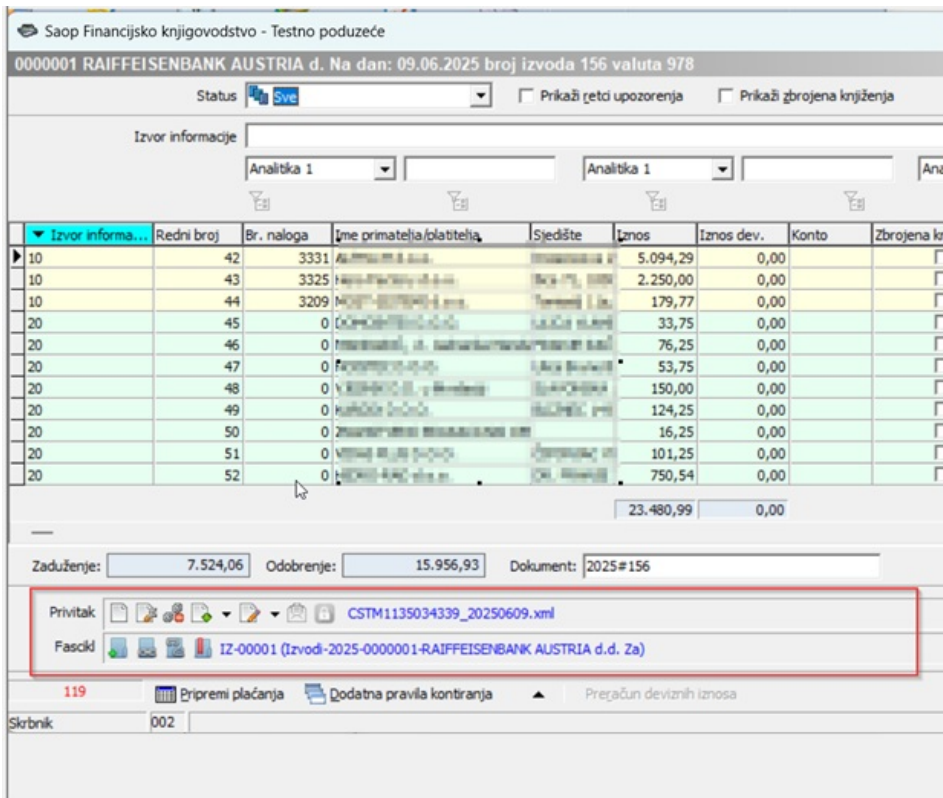 Saop Financijsko knjigovodstvo - Testno poduzeće
0000001 RAIFFEISENBANK AUSTRIA d. Na dan: 09.06.2025 broj izvoda 156 valuta 978
Status Sve Prikaži retci upozorenja Prikaži zbrojena knjiženja
Izvor informacije
Analitika 1 Analitika 1 Ana
Izvor informa... Redni broj Br. naloga Ime primatelja/platitelja Sjedište Iznos Iznos dev. Konto Zbrojena kn
10 42 3331 5.094,29 0,00
10 43 3325 2.250,00 0,00
10 44 3209 179,77 0,00
20 45 0 33,75 0,00
20 46 0 76,25 0,00
20 47 0 53,75 0,00
20 48 0 150,00 0,00
20 49 0 124,25 0,00
20 50 0 16,25 0,00
20 51 0 101,25 0,00
20 52 0 750,54 0,00
23.480,99 0,00
Zaduženje: 7.524,06 Odobrenje: 15.956,93 Dokument: 2025#156
Privitak CSTM1135034339_20250609.xml
Fascikl IZ-00001 (Izvodi-2025-0000001-RAIFFEISENBANK AUSTRIA d.d. Za)
119 Pripremi plaćanja Dodatna pravila kontiranja Preračun deviznih iznosa
Skrbnik 002